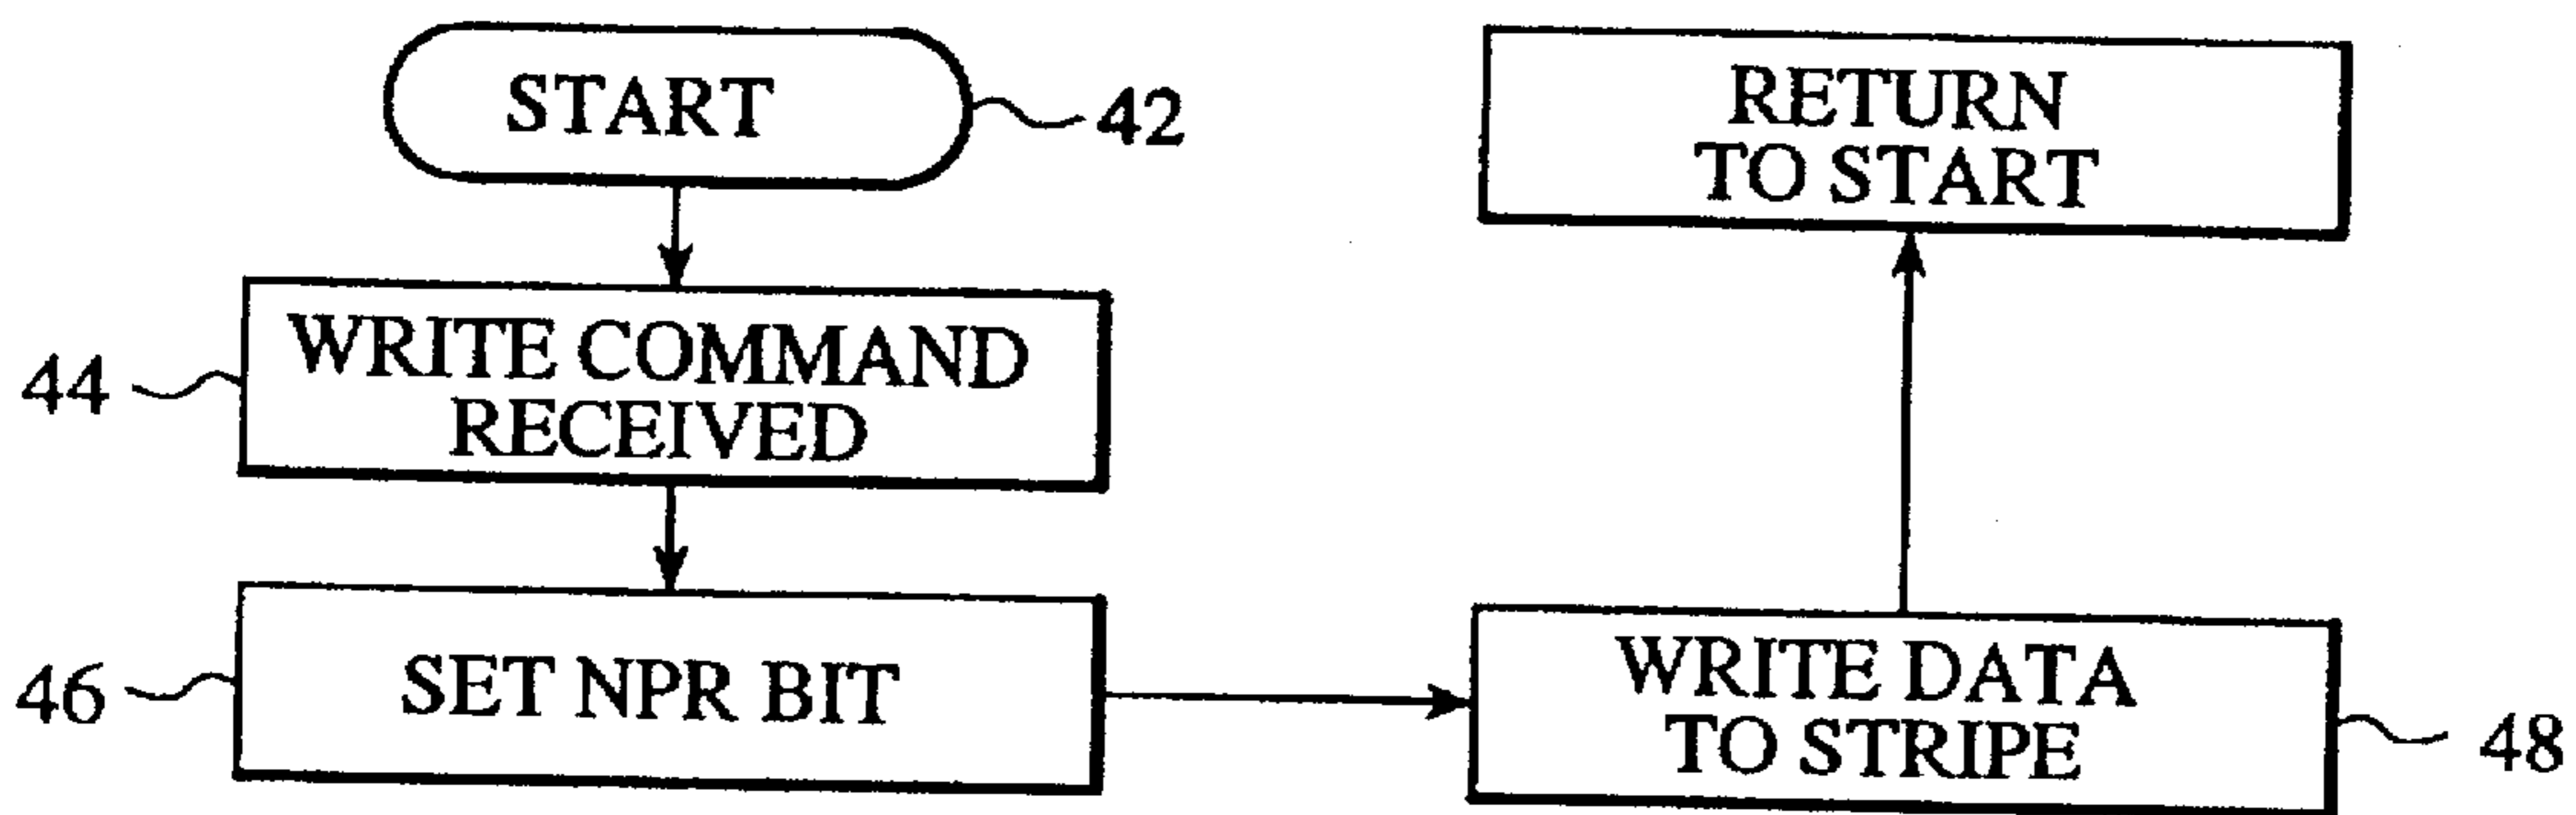 START
42
44
WRITE COMMAND
RECEIVED
46
SET NPR BIT
WRITE DATA
TO STRIPE
48
RETURN
TO START